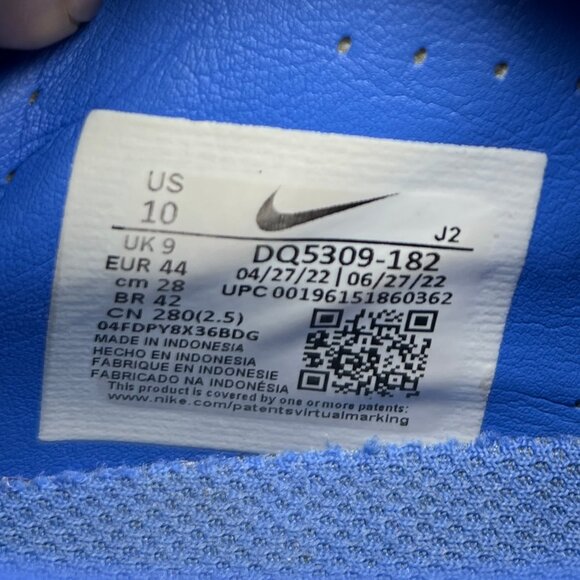 US
10
J2
UK 9
EUR 44
cm 28
BR 42
CN 280(2.5)
04FDPY8X36BDG
DQ5309-182
04/27/22 | 06/27/22
UPC 00196151860362
MADE IN INDONESIA
HECHO EN INDONESIA
FABRIQUE EN INDONESIE
FABRICADO NA INDONÉSIA
This product is covered by one or more patents:
www.nike.com/patentsvirtualmarking